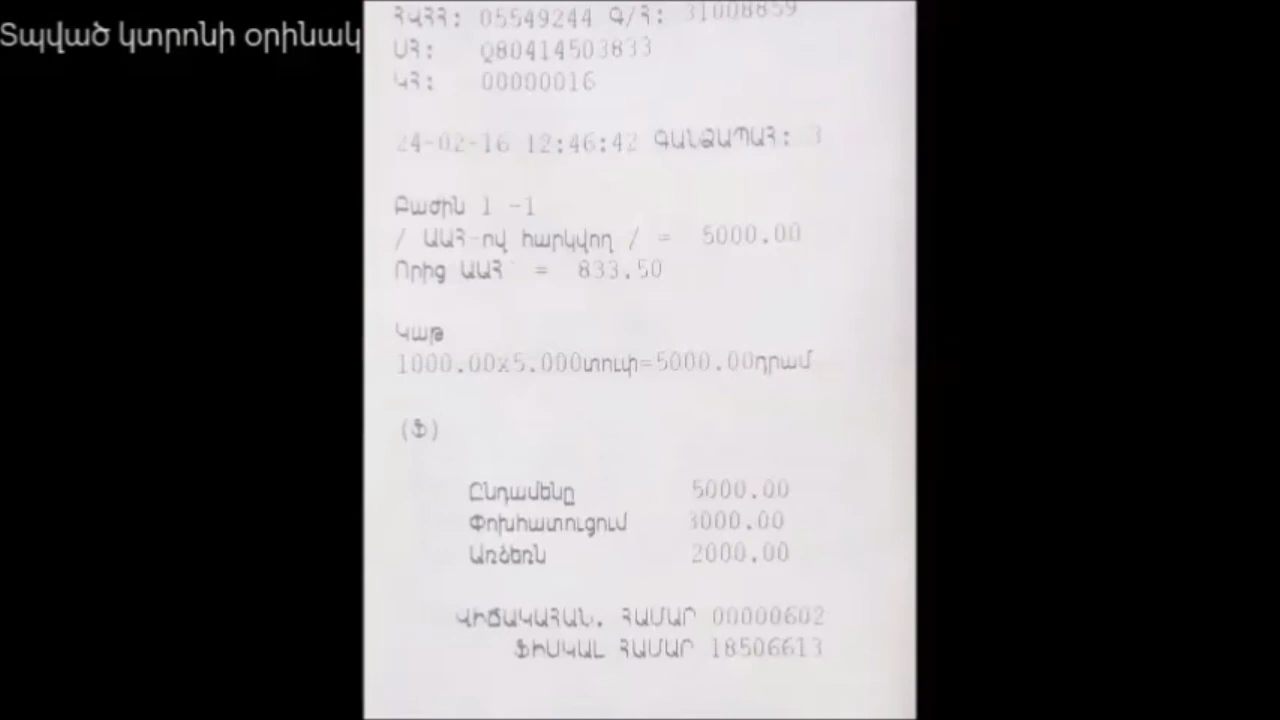 Տպված կտրոնի օրինակ
ՀՎՀՀ: 05549244 Գ/Հ: 31008859
ՍՀ: Q80414503833
ԿՀ: 00000016
24-02-16 12:46:42 ԳԱՆՁԱՊԱՀ: 3
Բաժին 1 -1
/ ԱԱՀ-ով հարկվող / = 5000.00
Որից ԱԱՀ՝ = 833.50
Կաթ
1000.00x5.000տուփ=5000.00դրամ
(Ֆ)
Ընդամենը 5000.00
Փոխհատուցում 3000.00
Առձեռն 2000.00
ՎԻՃԱԿԱՀԱՆ. ՀԱՄԱՐ 00000602
ՖԻՍԿԱԼ ՀԱՄԱՐ 18506613